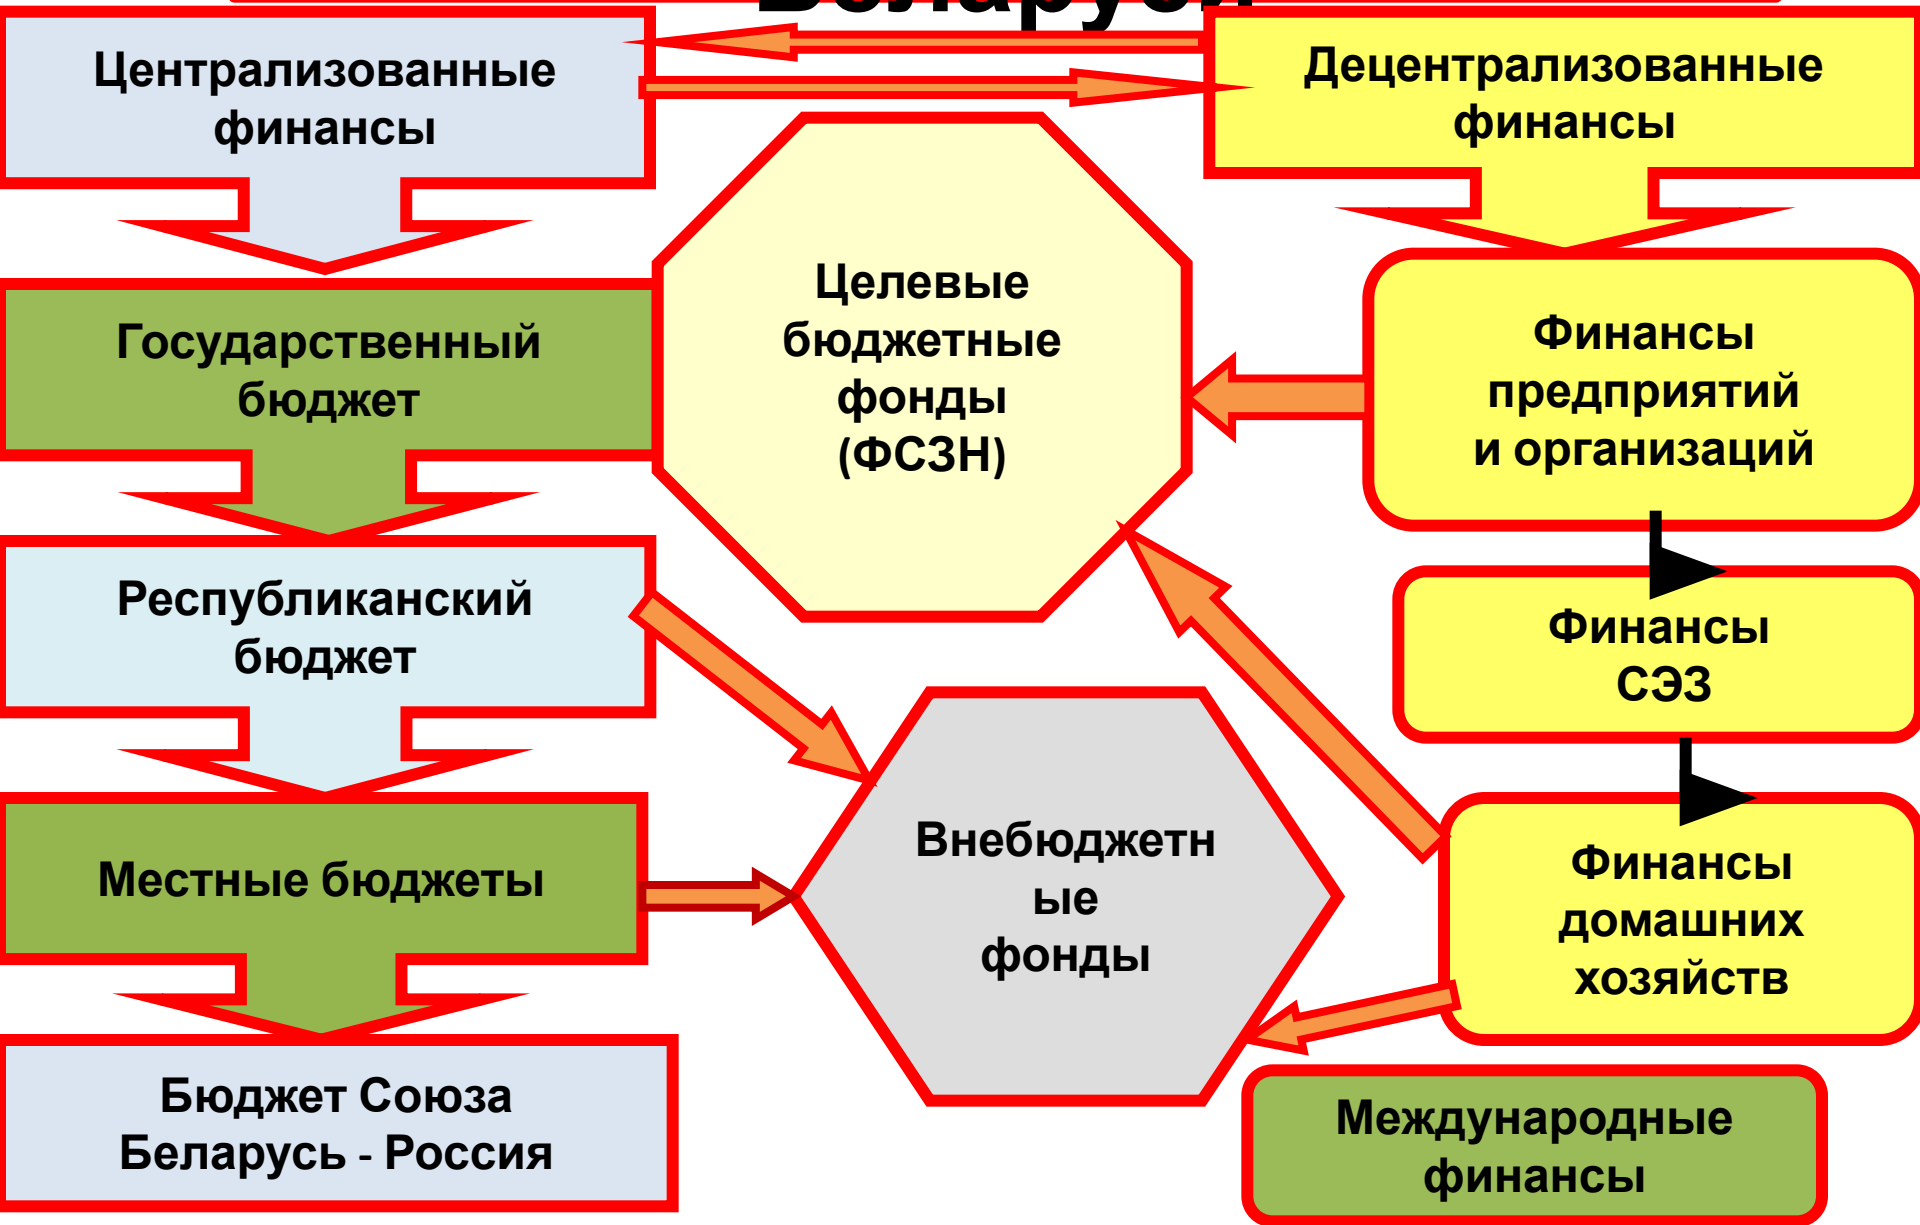 Беларуси
Централизованные
финансы
Децентрализованные
финансы
Целевые
бюджетные
фонды
(ФСЗН)
Государственный
бюджет
Финансы
предприятий
и организаций
Республиканский
бюджет
Финансы
СЭЗ
Местные бюджеты
Внебюджетн
ые
фонды
Финансы
домашних
хозяйств
Бюджет Союза
Беларусь - Россия
Международные
финансы